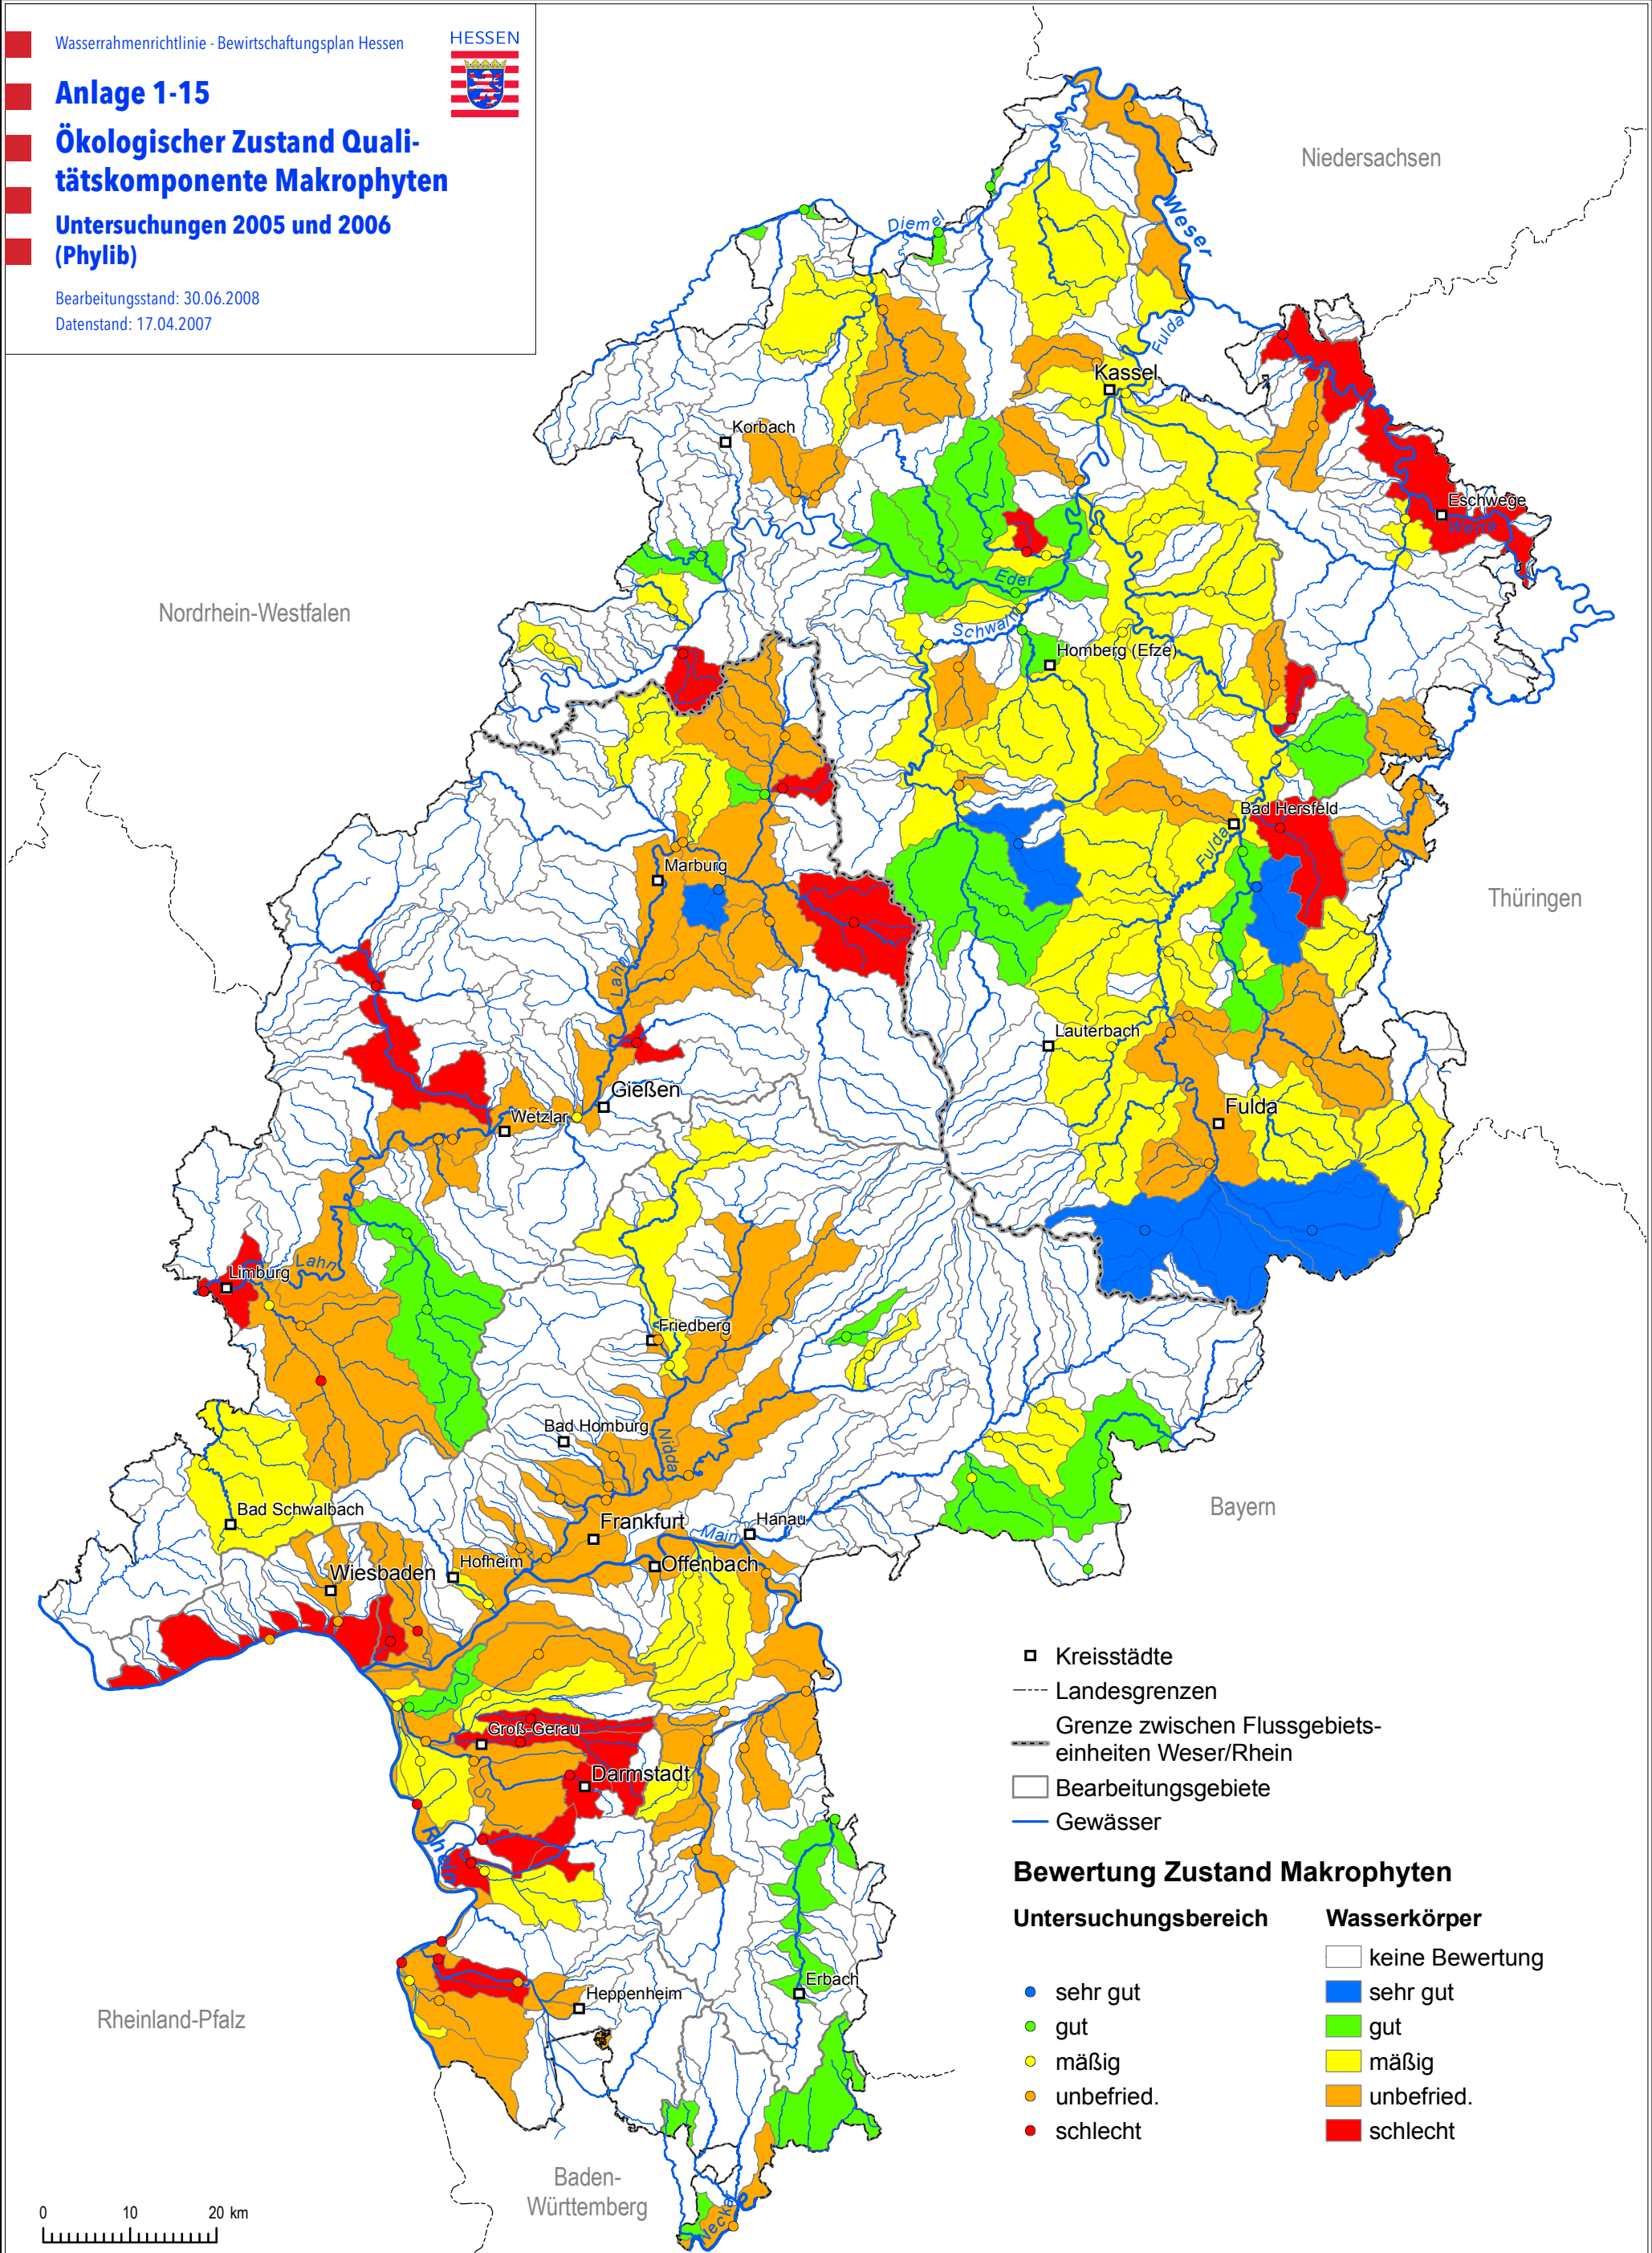 Wasserrahmenrichtlinie - Bewirtschaftungsplan Hessen
HESSEN
Anlage 1-15
Ökologischer Zustand Quali-
tätskomponente Makrophyten
Untersuchungen 2005 und 2006
(Phylib)
Bearbeitungsstand: 30.06.2008
Datenstand: 17.04.2007
Niedersachsen
Weser
Diemel
Fulda
Kassel
Korbach
Eschwege
Werra
Eder
Nordrhein-Westfalen
Schwalm
Homberg (Efze)
Bad Hersfeld
Fulda
Marburg
Thüringen
Lahn
Lauterbach
Gießen
Fulda
Wetzlar
Lahn
Limburg
Friedberg
Bad Homburg
Nidda
Bayern
Bad Schwalbach
Frankfurt
Main
Hanau
Hofheim
Offenbach
Wiesbaden
Groß-Gerau
Darmstadt
Rhein
Erbach
Heppenheim
Rheinland-Pfalz
Baden-
Württemberg
Neckar
Kreisstädte
Landesgrenzen
Grenze zwischen Flussgebiets-
einheiten Weser/Rhein
Bearbeitungsgebiete
Gewässer
Bewertung Zustand Makrophyten
Untersuchungsbereich Wasserkörper
keine Bewertung
sehr gut sehr gut
gut gut
mäßig mäßig
unbefried. unbefried.
schlecht schlecht
0 10 20 km